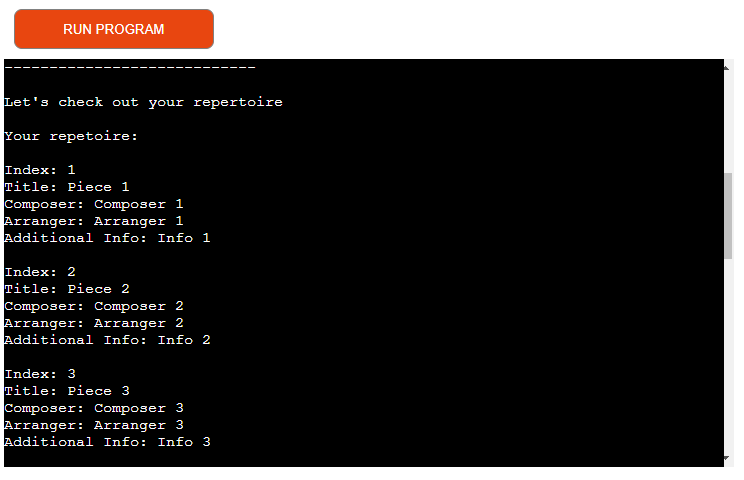 RUN PROGRAM
----------------------------
Let's check out your repertoire
Your repetoire:
Index: 1
Title: Piece 1
Composer: Composer 1
Arranger: Arranger 1
Additional Info: Info 1
Index: 2
Title: Piece 2
Composer: Composer 2
Arranger: Arranger 2
Additional Info: Info 2
Index: 3
Title: Piece 3
Composer: Composer 3
Arranger: Arranger 3
Additional Info: Info 3